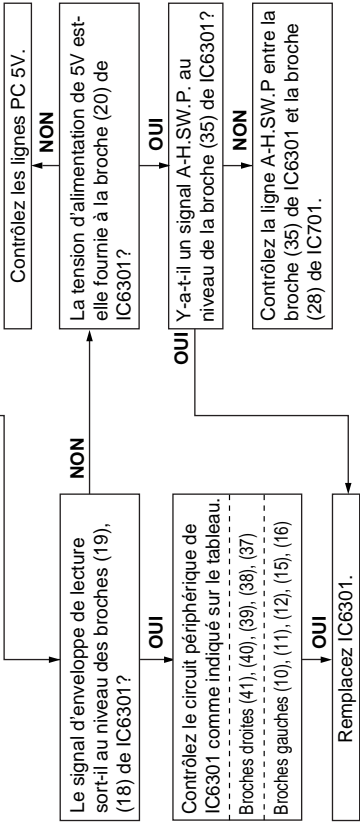 Le signal d'enveloppe de lecture
sort-il au niveau des broches (19),
(18) de IC6301?
NON
OUI
Contrôlez le circuit périphérique de
IC6301 comme indiqué sur le tableau.
Broches droites (41), (40), (39), (38), (37)
Broches gauches (10), (11), (12), (15), (16)
OUI
Remplacez IC6301.
Contrôlez les lignes PC 5V.
NON
La tension d'alimentation de 5V est-
elle fournie à la broche (20) de
IC6301?
OUI
Y-a-t-il un signal A-H.SW.P. au
niveau de la broche (35) de IC6301?
OUI
NON
Contrôlez la ligne A-H.SW.P entre la
broche (35) de IC6301 et la broche
(28) de IC701.